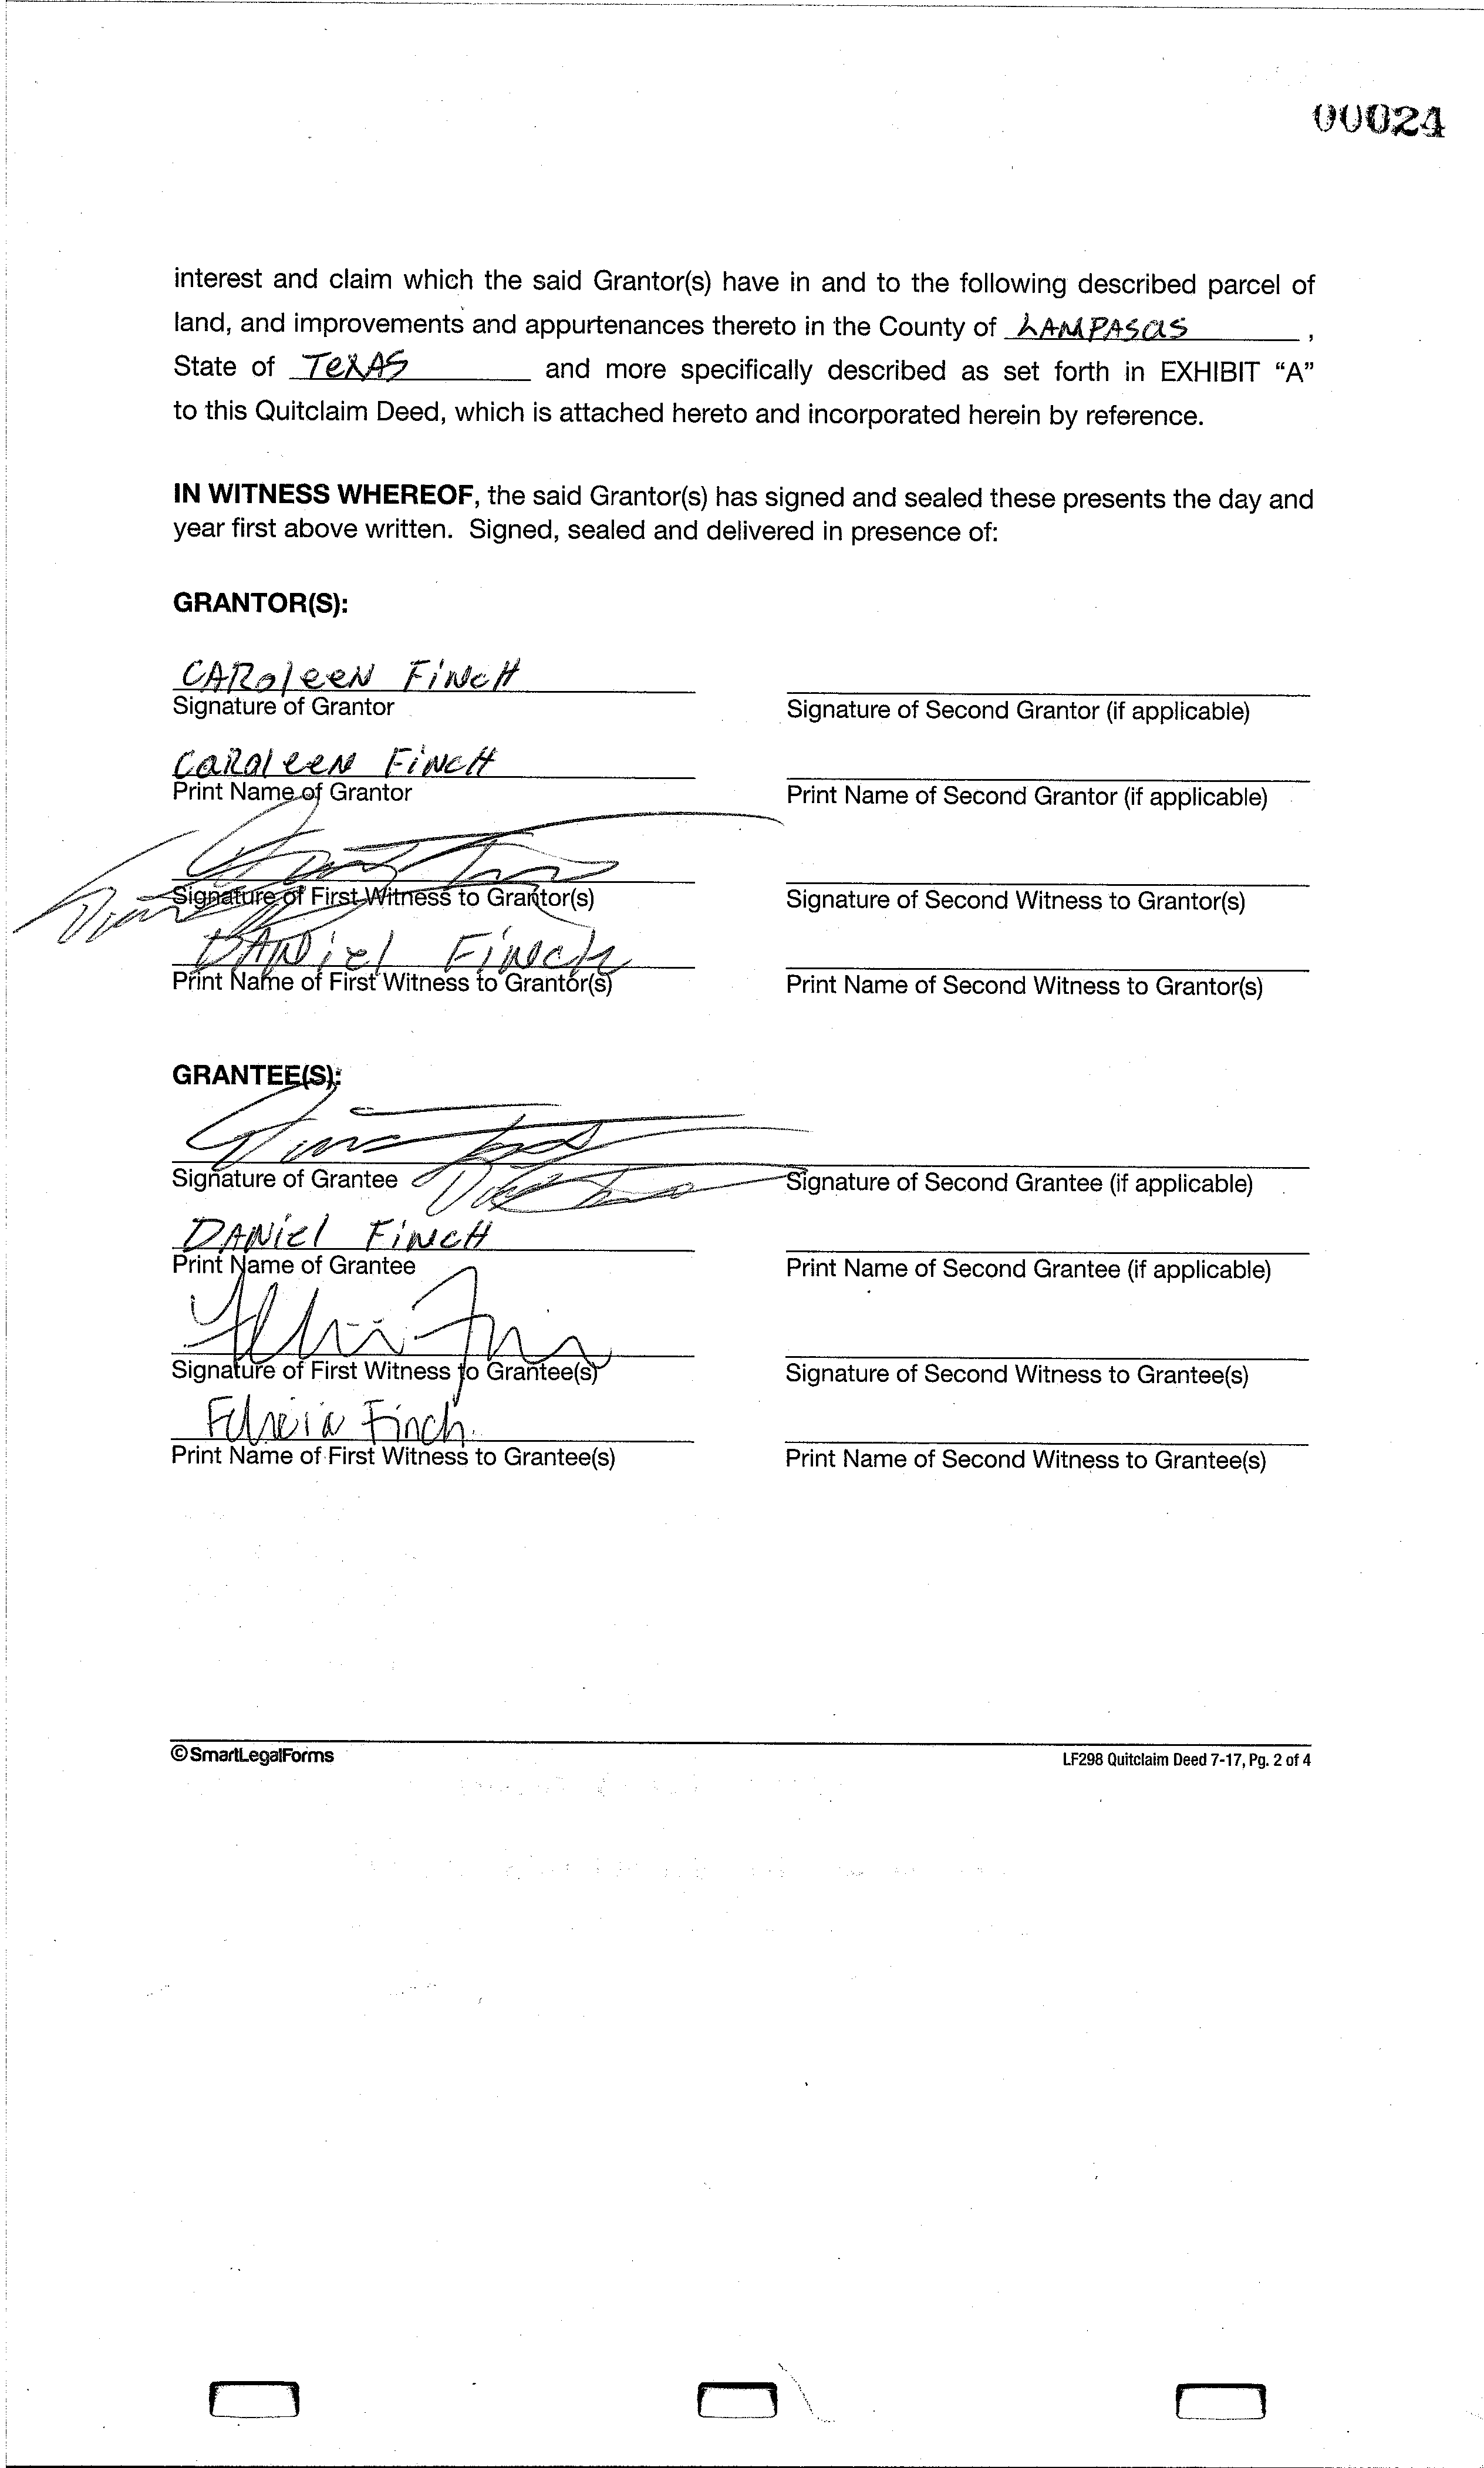 00024
interest and claim which the said Grantor(s) have in and to the following described parcel of
land, and improvements and appurtenances thereto in the County of LAMPASas ,
State of TeXAS and more specifically described as set forth in EXHIBIT “A”
to this Quitclaim Deed, which is attached hereto and incorporated herein by reference.
IN WITNESS WHEREOF, the said Grantor(s) has signed and sealed these presents the day and
year first above written. Signed, sealed and delivered in presence of:
GRANTOR(S):
CARoleeN FiNcH
Signature of Grantor
Signature of Second Grantor (if applicable)
CaRoleeN FiNcH
Print Name of Grantor
Print Name of Second Grantor (if applicable)
Signature of First Witness to Grantor(s)
Signature of Second Witness to Grantor(s)
DANiel FiNch
Print Name of First Witness to Grantor(s)
Print Name of Second Witness to Grantor(s)
GRANTEE(S):
Signature of Grantee
Signature of Second Grantee (if applicable)
DANiel FiNcH
Print Name of Grantee
Print Name of Second Grantee (if applicable)
Signature of First Witness to Grantee(s)
Signature of Second Witness to Grantee(s)
Finch
Print Name of First Witness to Grantee(s)
Print Name of Second Witness to Grantee(s)
©SmartLegalForms
LF298 Quitclaim Deed 7-17, Pg. 2 of 4